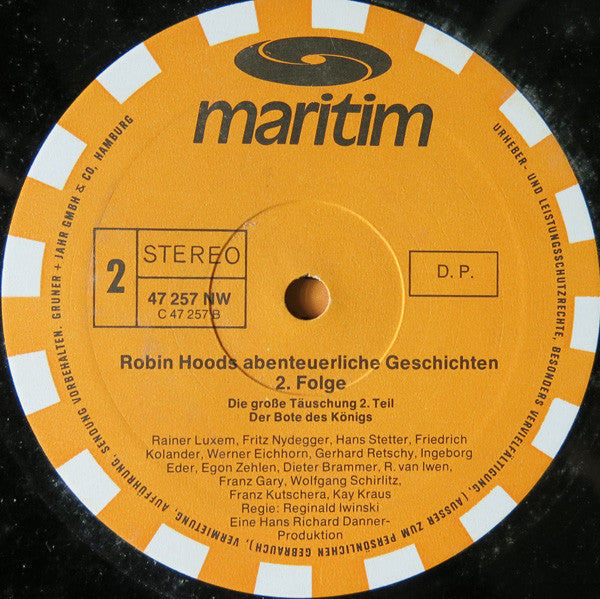 maritim
2
STEREO
47 257 NW
C 47 257 B
D. P.
Robin Hoods abenteuerliche Geschichten
2. Folge
Die große Täuschung 2. Teil
Der Bote des Königs
Rainer Luxem, Fritz Nydegger, Hans Stetter, Friedrich
Kolander, Werner Eichhorn, Gerhard Retschy, Ingeborg
Eder, Egon Zehlen, Dieter Brammer, R. van Iwen,
Franz Gary, Wolfgang Schirlitz,
Franz Kutschera, Kay Kraus
Regie: Reginald Iwinski
Eine Hans Richard Danner-
Produktion
URHEBER- UND LEISTUNGSSCHUTZRECHTE, BESONDERS VERVIELFÄLTIGUNG, (AUSSER ZUM PERSÖNLICHEN GEBRAUCH), VERMIETUNG, AUFFÜHRUNG, SENDUNG VORBEHALTEN. GRUNER + JAHR GMBH & CO, HAMBURG